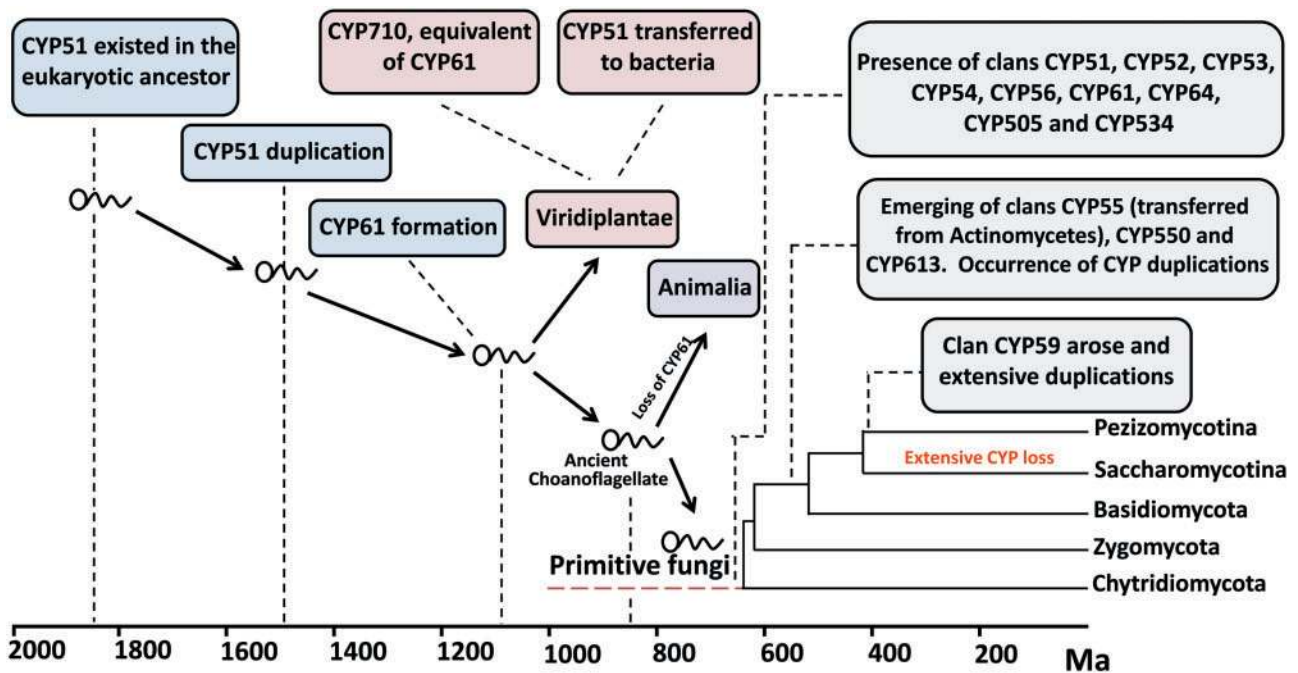 CYP51 existed in the
eukaryotic ancestor
CYP710, equivalent
of CYP61
CYP51 transferred
to bacteria
Presence of clans CYP51, CYP52, CYP53,
CYP54, CYP56, CYP61, CYP64,
CYP505 and CYP534
CYP51 duplication
CYP61 formation
Viridiplantae
Animalia
Emerging of clans CYP55 (transferred
from Actinomycetes), CYP550 and
CYP613. Occurrence of CYP duplications
Loss of CYP61
Clan CYP59 arose and
extensive duplications
Ancient
Choanoflagellate
Primitive fungi
Pezizomycotina
Extensive CYP loss
Saccharomycotina
Basidiomycota
Zygomycota
Chytridiomycota
2000 1800 1600 1400 1200 1000 800 600 400 200 Ma